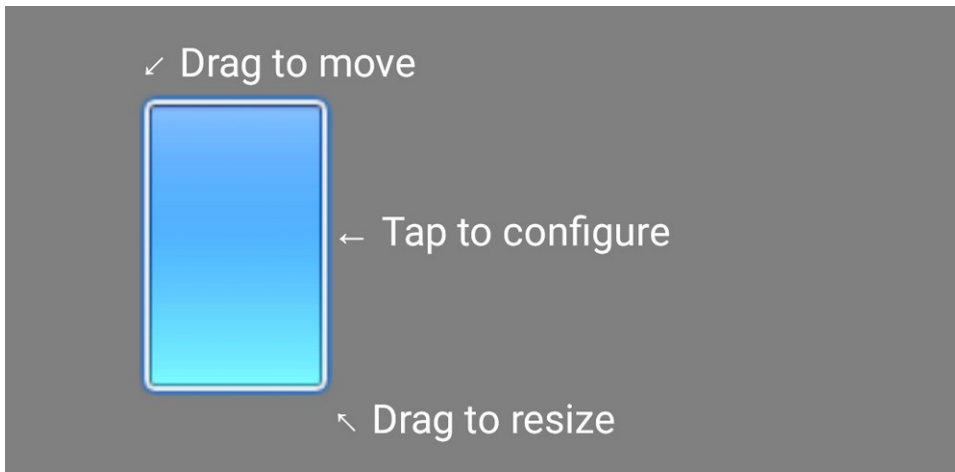 ↙ Drag to move
← Tap to configure
↖ Drag to resize